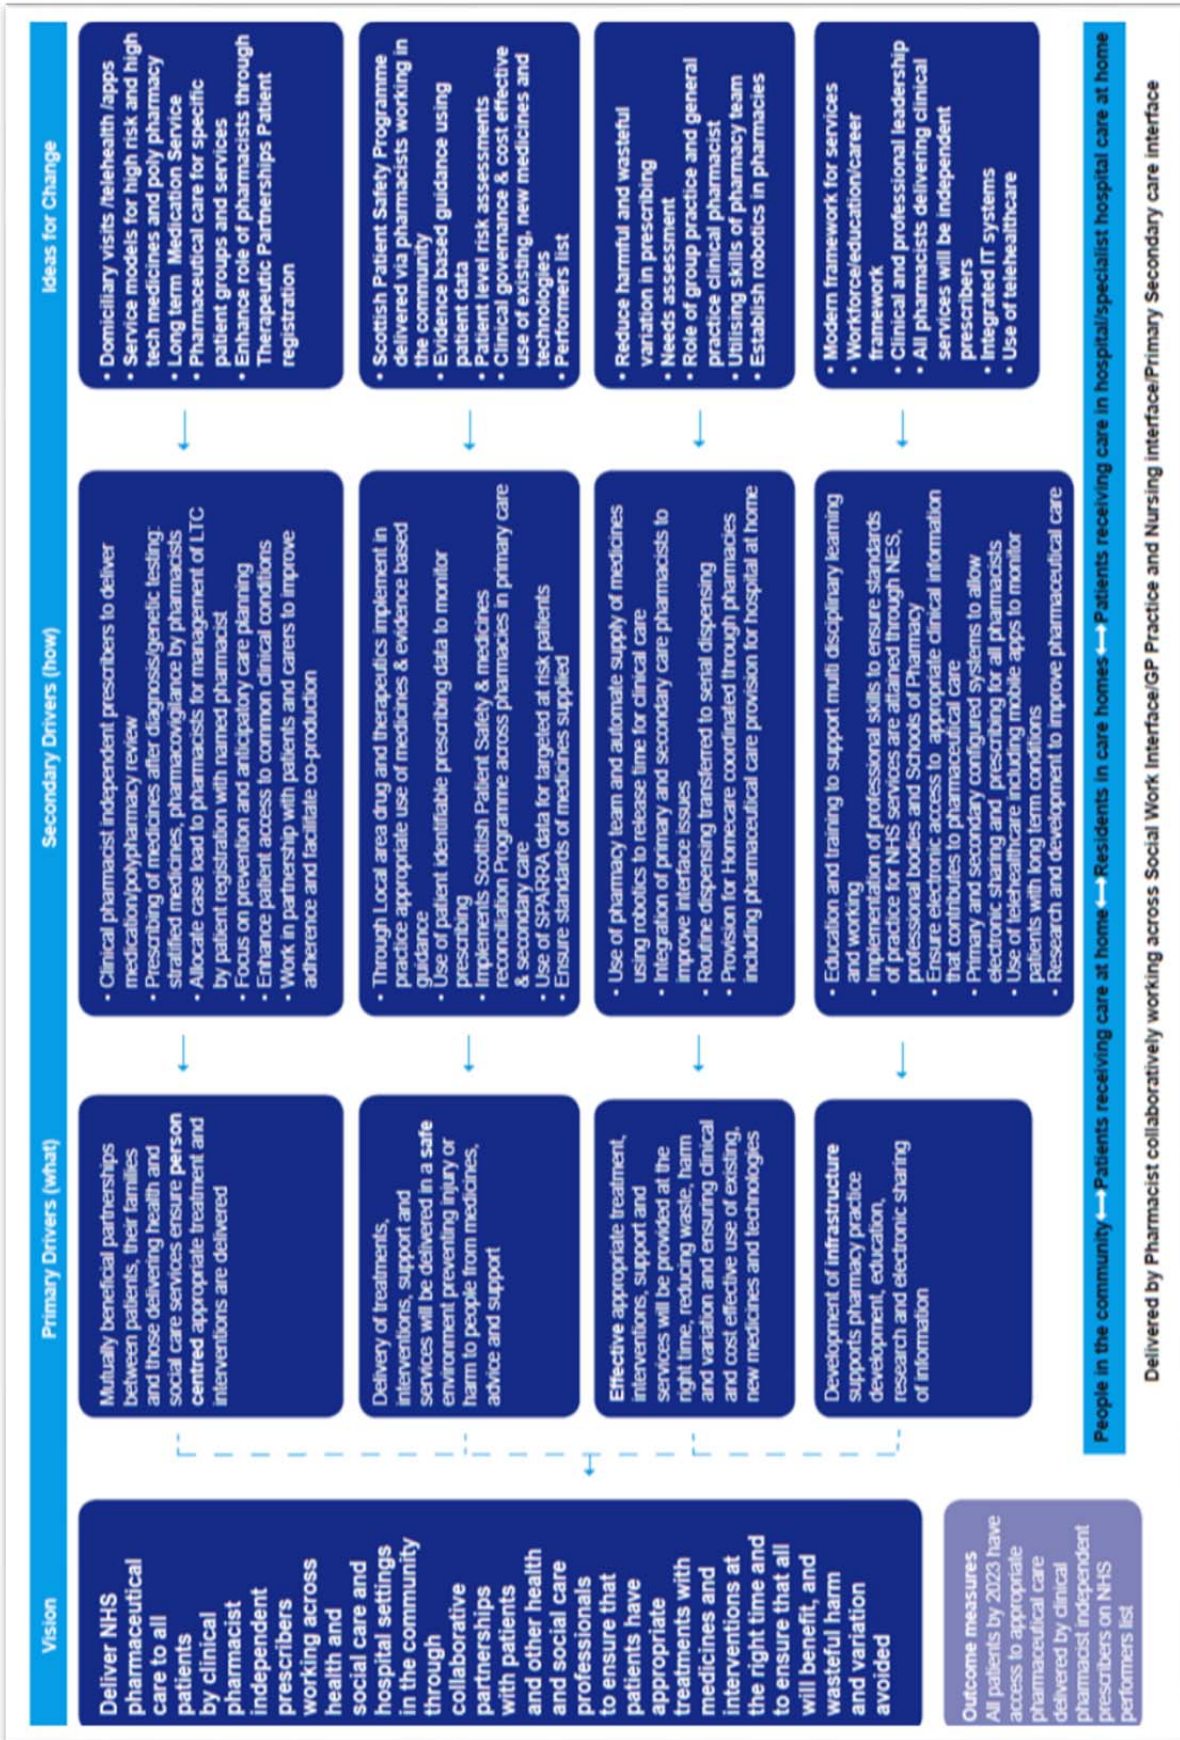 Vision
Primary Drivers (what)
Secondary Drivers (how)
Ideas for Change
Deliver NHS
pharmaceutical
care to all
patients
by clinical
pharmacist
independent
prescribers
working across
health and
social care and
hospital settings
in the community
through
collaborative
partnerships
with patients
and other health
and social care
professionals
to ensure that
patients have
appropriate
treatments with
medicines and
interventions at
the right time and
to ensure that all
will benefit, and
wasteful harm
and variation
avoided
Outcome measures
All patients by 2023 have
access to appropriate
pharmaceutical care
delivered by clinical
pharmacist independent
prescribers on NHS
performers list
Mutually beneficial partnerships
between patients, their families
and those delivering health and
social care services ensure person
centred appropriate treatment and
interventions are delivered
• Clinical pharmacist independent prescribers to deliver
medication/polypharmacy review
• Prescribing of medicines after diagnosis/genetic testing:
stratified medicines, pharmacovigilance by pharmacists
• Allocate case load to pharmacists for management of LTC
by patient registration with named pharmacist
• Focus on prevention and anticipatory care planning
• Enhance patient access to common clinical conditions
• Work in partnership with patients and carers to improve
adherence and facilitate co-production
• Domiciliary visits /telehealth /apps
• Service models for high risk and high
tech medicines and poly pharmacy
• Long term Medication Service
• Pharmaceutical care for specific
patient groups and services
• Enhance role of pharmacists through
Therapeutic Partnerships Patient
registration
Delivery of treatments,
interventions, support and
services will be delivered in a safe
environment preventing injury or
harm to people from medicines,
advice and support
• Through Local area drug and therapeutics implement in
practice appropriate use of medicines & evidence based
guidance
• Use of patient identifiable prescribing data to monitor
prescribing
• Implements Scottish Patient Safety & medicines
reconciliation Programme across pharmacies in primary care
& secondary care
• Use of SPARRA data for targeted at risk patients
• Ensure standards of medicines supplied
• Scottish Patient Safety Programme
delivered via pharmacists working in
the community
• Evidence based guidance using
patient data
• Patient level risk assessments
• Clinical governance & cost effective
use of existing, new medicines and
technologies
• Performers list
Effective appropriate treatment,
interventions, support and
services will be provided at the
right time, reducing waste, harm
and variation and ensuring clinical
and cost effective use of existing,
new medicines and technologies
• Use of pharmacy team and automate supply of medicines
using robotics to release time for clinical care
• Integration of primary and secondary care pharmacists to
improve interface issues
• Routine dispensing transferred to serial dispensing
• Provision for Homecare coordinated through pharmacies
including pharmaceutical care provision for hospital at home
• Reduce harmful and wasteful
variation in prescribing
• Needs assessment
• Role of group practice and general
practice clinical pharmacist
• Utilising skills of pharmacy team
• Establish robotics in pharmacies
Development of infrastructure
supports pharmacy practice
development, education,
research and electronic sharing
of information
• Education and training to support multi disciplinary learning
and working
• Implementation of professional skills to ensure standards
of practice for NHS services are attained through NES,
professional bodies and Schools of Pharmacy
• Ensure electronic access to appropriate clinical information
that contributes to pharmaceutical care
• Primary and secondary configured systems to allow
electronic sharing and prescribing for all pharmacists
• Use of telehealthcare including mobile apps to monitor
patients with long term conditions
• Research and development to improve pharmaceutical care
• Modern framework for services
• Workforce/education/career
framework
• Clinical and professional leadership
• All pharmacists delivering clinical
services will be independent
prescribers
• Integrated IT systems
• Use of telehealthcare
People in the community⟷Patients receiving care at home⟷Residents in care homes⟷Patients receiving care in hospital/specialist hospital care at home
Delivered by Pharmacist collaboratively working across Social Work Interface/GP Practice and Nursing interface/Primary Secondary care interface